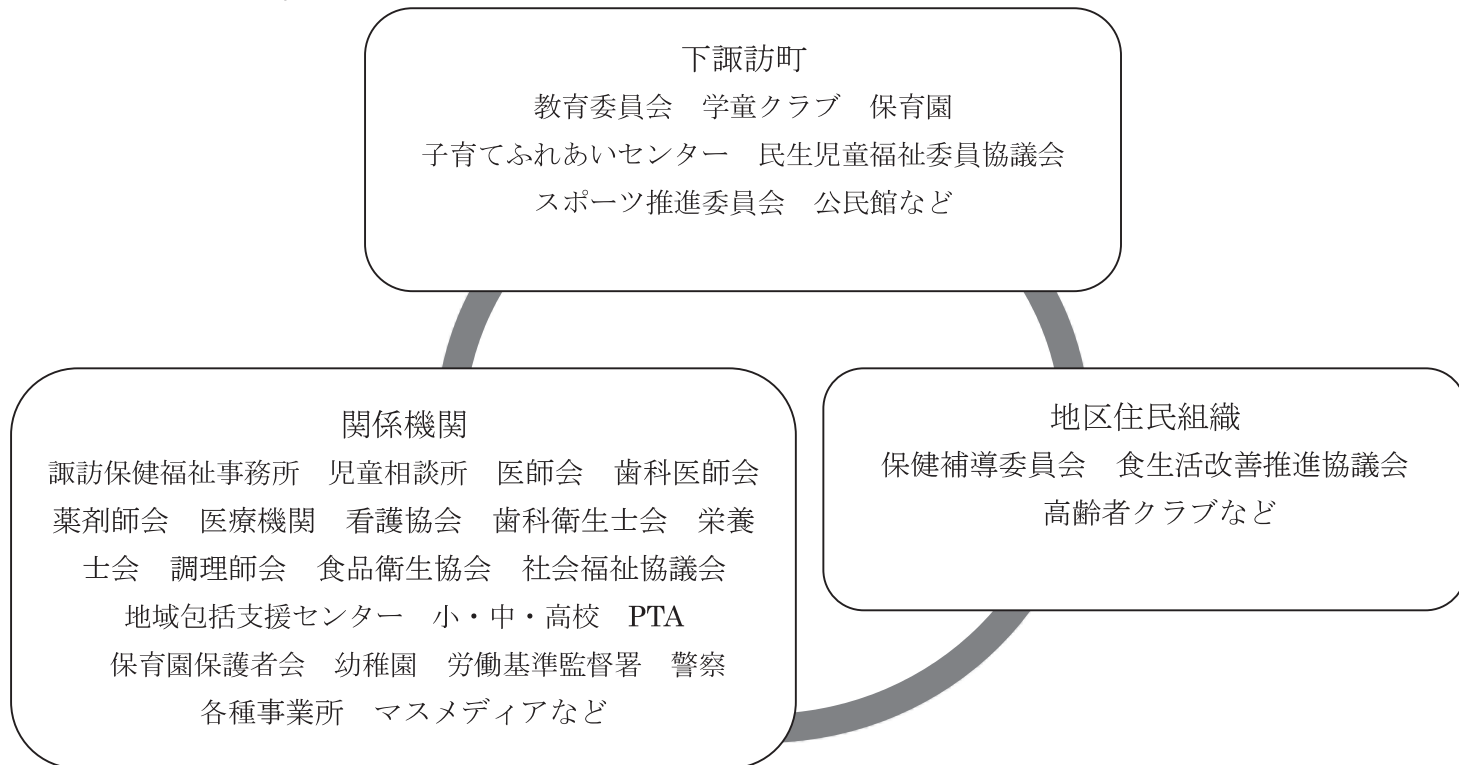 下諏訪町
教育委員会　学童クラブ　保育園
子育てふれあいセンター　民生児童福祉委員協議会
スポーツ推進委員会　公民館など
関係機関
諏訪保健福祉事務所　児童相談所　医師会　歯科医師会
薬剤師会　医療機関　看護協会　歯科衛生士会　栄養
士会　調理師会　食品衛生協会　社会福祉協議会
地域包括支援センター　小・中・高校　PTA
保育園保護者会　幼稚園　労働基準監督署　警察
各種事業所　マスメディアなど
地区住民組織
保健補導委員会　食生活改善推進協議会
高齢者クラブなど